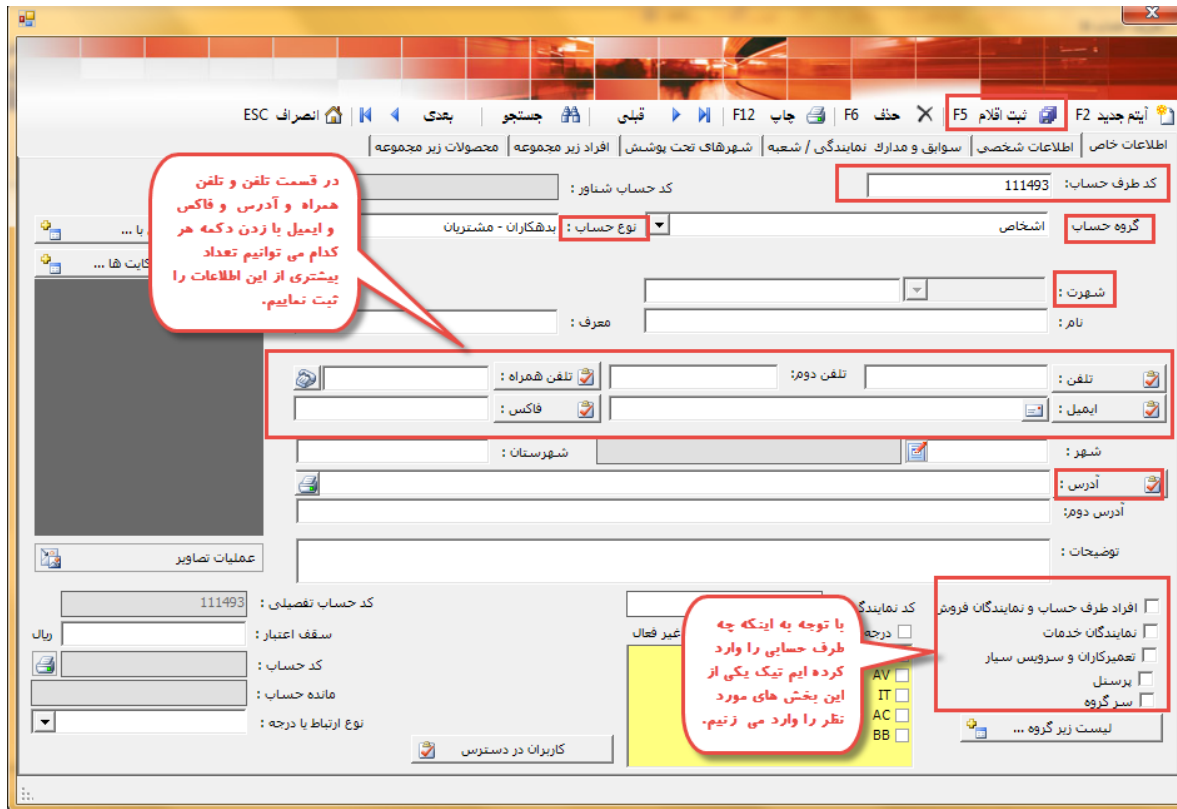 X
آیتم جدید F2 ثبت اقلام F5 حذف F6 چاپ F12 قبلی جستجو بعدی انصراف ESC
اطلاعات خاص اطلاعات شخصی سوابق و مدارك نمایندگی / شعبه شهرهای تحت پوشش افراد زیر مجموعه محصولات زیر مجموعه
کد طرف حساب: 111493 کد حساب شناور :
گروه حساب اشخاص نوع حساب : بدهکاران - مشتریان با ...
کایت ها ...
در قسمت تلفن و تلفن
همراه و آدرس و فاکس
و ایمیل با زدن دکمه هر
کدام می توانیم تعداد
بیشتری از این اطلاعات را
ثبت نماییم.
شهرت :
نام : معرف :
تلفن : تلفن دوم: تلفن همراه :
ایمیل : فاکس :
شهر : شهرستان :
آدرس :
آدرس دوم:
توضیحات :
عملیات تصاویر
افراد طرف حساب و نمایندگان فروش کد نمایندگ کد حساب تفصیلی : 111493
نمایندگان خدمات درجه غیر فعال سقف اعتبار : ریال
تعمیرکاران و سرویس سیار کد حساب :
پرسنل AV مانده حساب :
سر گروه IT
AC نوع ارتباط با درجه :
لیست زیر گروه ... BB
با توجه به اینکه چه
طرف حسابی را وارد
کرده ایم تیک یکی از
این بخش های مورد
نظر را وارد می زنیم.
کاربران در دسترس